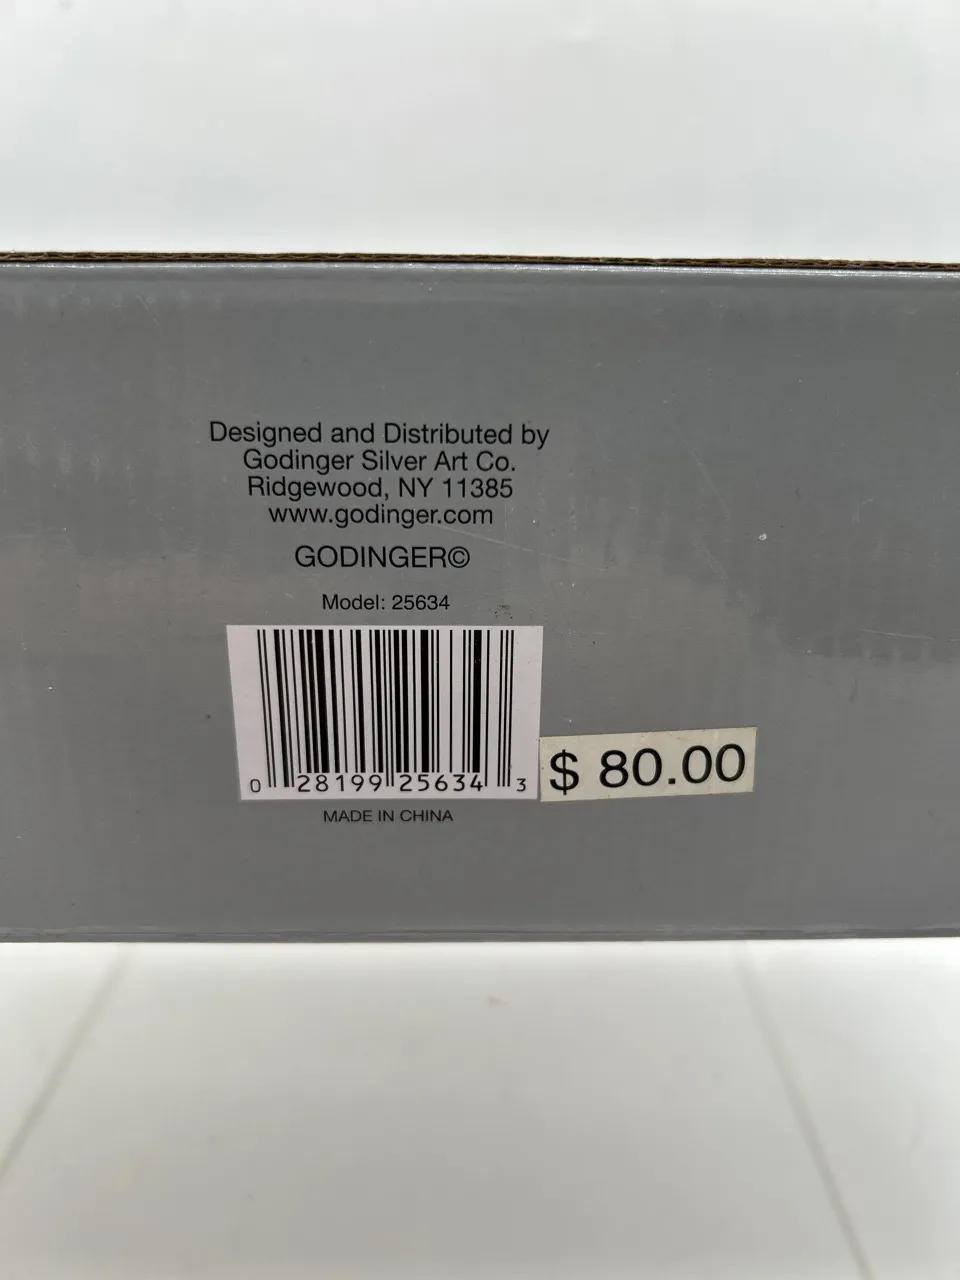 Designed and Distributed by
Godinger Silver Art Co.
Ridgewood, NY 11385
www.godinger.com
GODINGER©
Model: 25634
0 28199 25634 3
$ 80.00
MADE IN CHINA